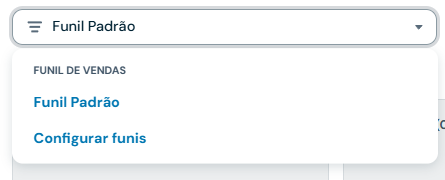 Funil Padrão
FUNIL DE VENDAS
Funil Padrão
Configurar funis